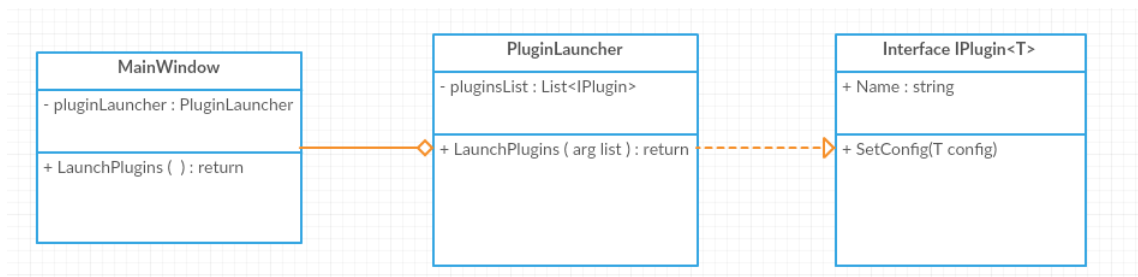 MainWindow
- pluginLauncher : PluginLauncher
+ LaunchPlugins (  ) : return
PluginLauncher
- pluginsList : List<IPlugin>
+ LaunchPlugins ( arg list ) : return
Interface IPlugin<T>
+ Name : string
+ SetConfig(T config)